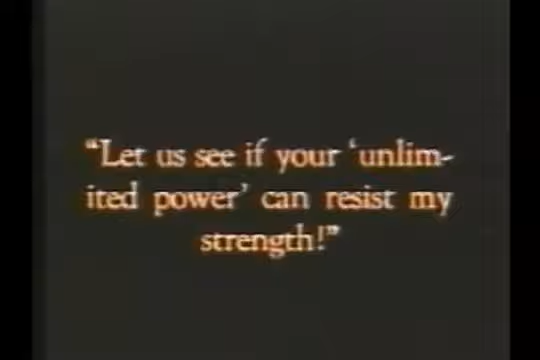 “Let us see if your ‘unlim-
ited power’ can resist my
strength!”